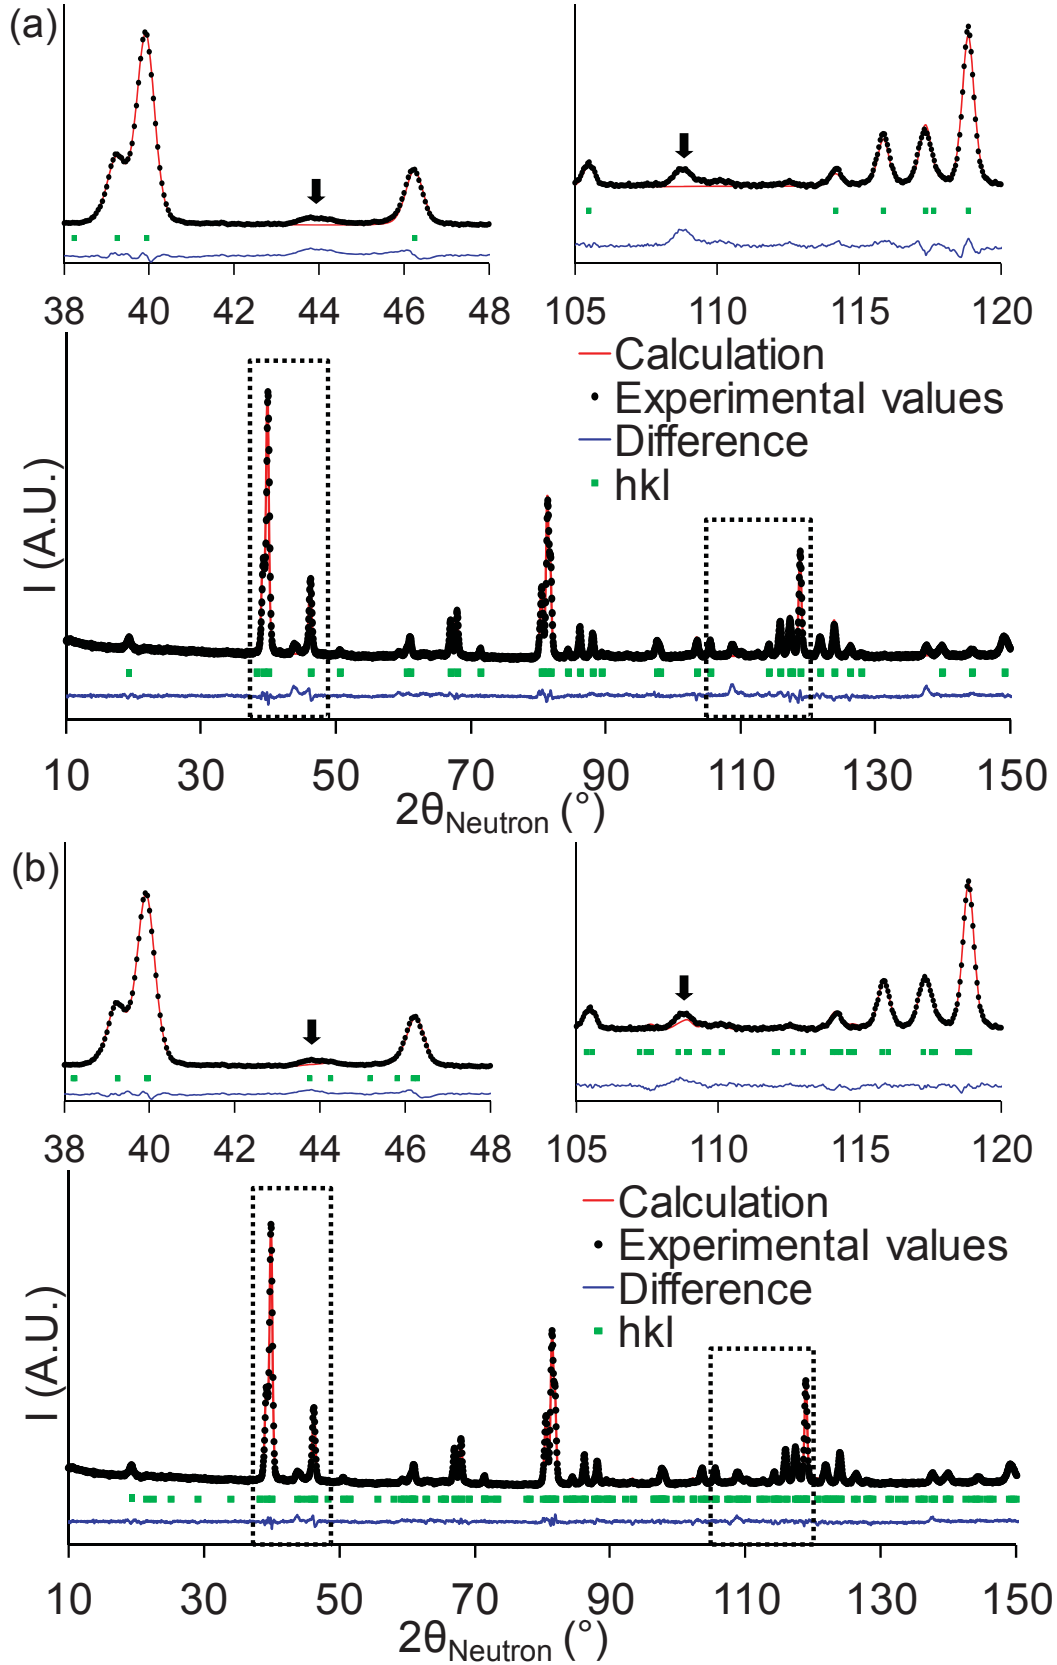 (a)
38 40 42 44 46 48
105 110 115 120
Calculation
Experimental values
Difference
hkl
I (A.U.)
10 30 50 70 90 110 130 150
2θNeutron (°)
(b)
38 40 42 44 46 48
105 110 115 120
Calculation
Experimental values
Difference
hkl
I (A.U.)
10 30 50 70 90 110 130 150
2θNeutron (°)